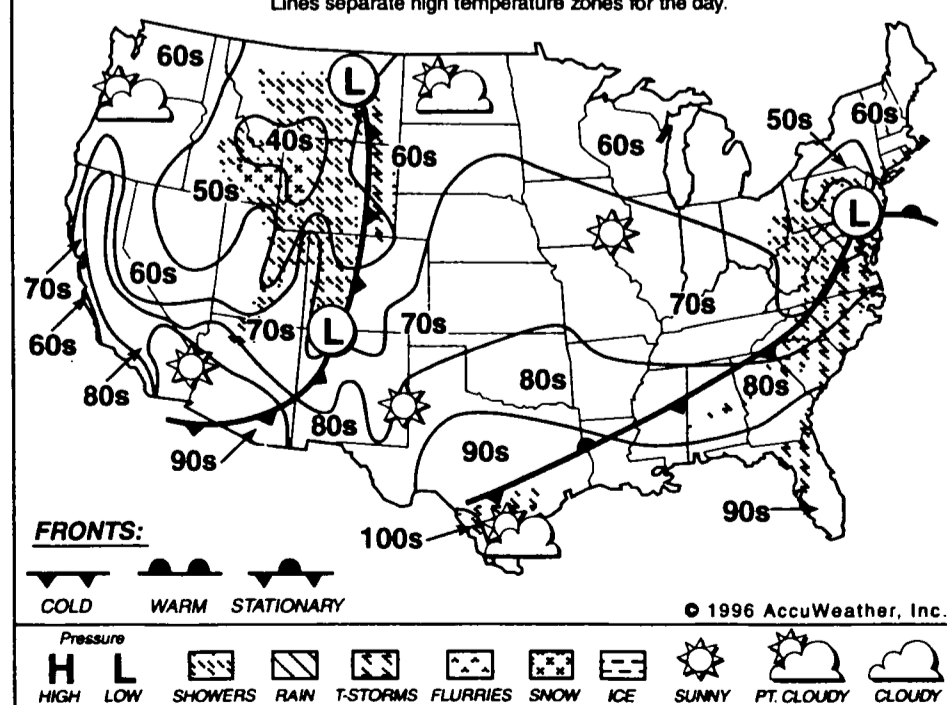 Lines separate high temperature zones for the day.
60s
L
40s
60s
50s
60s
50s
60s
L
70s
60s
60s
70s
L
70s
70s
80s
80s
80s
80s
90s
90s
100s
90s
FRONTS:
COLD WARM STATIONARY
© 1996 AccuWeather, Inc.
Pressure
H L
HIGH LOW SHOWERS RAIN T-STORMS FLURRIES SNOW ICE SUNNY PT. CLOUDY CLOUDY